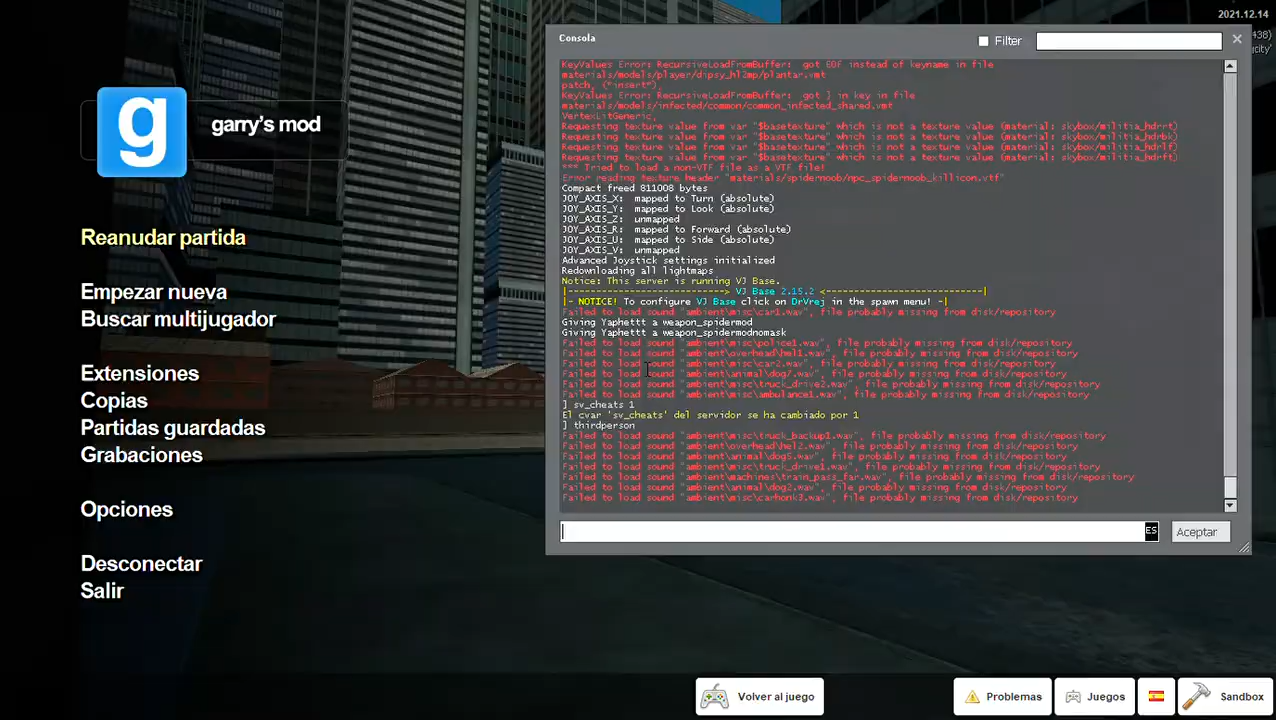 2021.12.14
438)
city'
g
garry's mod
Reanudar partida
Empezar nueva
Buscar multijugador
Extensiones
Copias
Partidas guardadas
Grabaciones
Opciones
Desconectar
Salir
Consola
Filter
KeyValues Error: RecursiveLoadFromBuffer:  got EOF instead of keyname in file
materials/models/player/dipsy_hl2mp/plantar.vmt
patch, (*insert*),
KeyValues Error: RecursiveLoadFromBuffer:  got } in key in file
materials/models/infected/common/common_infected_shared.vmt
VertexLitGeneric,
Requesting texture value from var "$basetexture" which is not a texture value (material: skybox/militia_hdrrt)
Requesting texture value from var "$basetexture" which is not a texture value (material: skybox/militia_hdrbk)
Requesting texture value from var "$basetexture" which is not a texture value (material: skybox/militia_hdrlf)
Requesting texture value from var "$basetexture" which is not a texture value (material: skybox/militia_hdrft)
*** Tried to load a non-VTF file as a VTF file!
Error reading texture header "materials/spidernoob/npc_spidernoob_killicon.vtf"
Compact freed 811008 bytes
JOY_AXIS_X:  mapped to Turn (absolute)
JOY_AXIS_Y:  mapped to Look (absolute)
JOY_AXIS_Z:  unmapped
JOY_AXIS_R:  mapped to Forward (absolute)
JOY_AXIS_U:  mapped to Side (absolute)
JOY_AXIS_V:  unmapped
Advanced Joystick settings initialized
Redownloading all lightmaps
Notice: This server is running VJ Base.
|--------------------------> VJ Base 2.15.2 <--------------------------|
|- NOTICE! To configure VJ Base click on DrVrej in the spawn menu! -|
Failed to load sound "ambient\misc\car1.wav", file probably missing from disk/repository
Giving Yaphettt a weapon_spidermod
Giving Yaphettt a weapon_spidermodnomask
Failed to load sound "ambient\misc\police1.wav", file probably missing from disk/repository
Failed to load sound "ambient\overhead\hel1.wav", file probably missing from disk/repository
Failed to load sound "ambient\misc\car2.wav", file probably missing from disk/repository
Failed to load sound "ambient\animal\dog7.wav", file probably missing from disk/repository
Failed to load sound "ambient\misc\truck_drive2.wav", file probably missing from disk/repository
Failed to load sound "ambient\misc\ambulance1.wav", file probably missing from disk/repository
] sv_cheats 1
El cvar 'sv_cheats' del servidor se ha cambiado por 1
] thirdperson
Failed to load sound "ambient\misc\truck_backup1.wav", file probably missing from disk/repository
Failed to load sound "ambient\overhead\hel2.wav", file probably missing from disk/repository
Failed to load sound "ambient\animal\dog5.wav", file probably missing from disk/repository
Failed to load sound "ambient\misc\truck_drive1.wav", file probably missing from disk/repository
Failed to load sound "ambient\machines\train_pass_far.wav", file probably missing from disk/repository
Failed to load sound "ambient\animal\dog2.wav", file probably missing from disk/repository
Failed to load sound "ambient\misc\carhonk3.wav", file probably missing from disk/repository
ES
Aceptar
Volver al juego
Problemas
Juegos
Sandbox